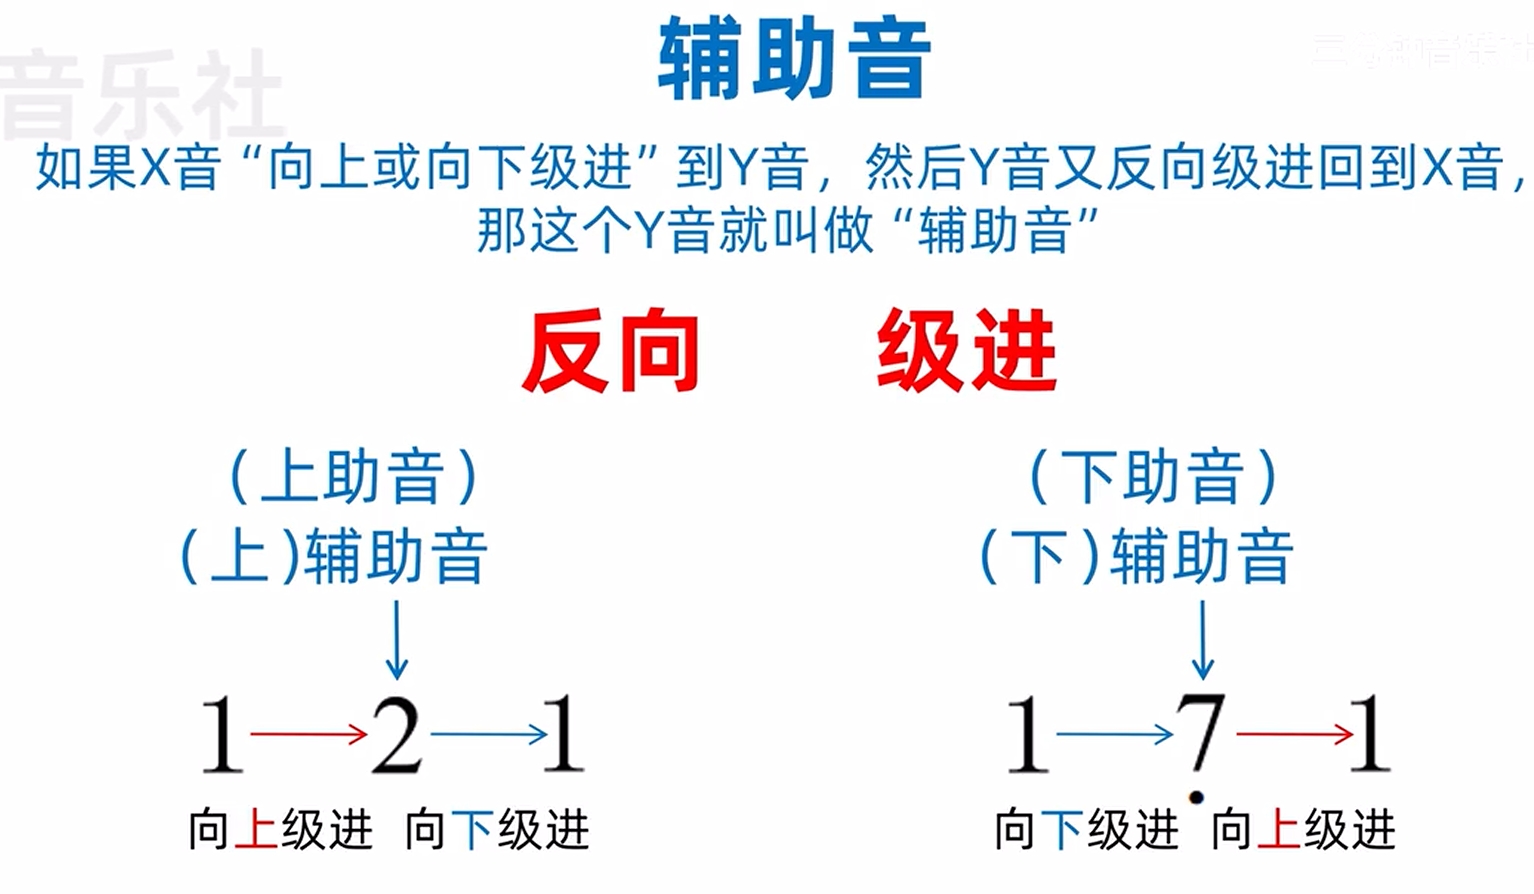 辅助音
音乐社
如果X音“向上或向下级进”到Y音，然后Y音又反向级进回到X音，
那这个Y音就叫做“辅助音”
反向 级进
（上助音） （下助音）
（上)辅助音 （下)辅助音
1 2 1 1 7̣ 1
向上级进 向下级进 向下级进 向上级进